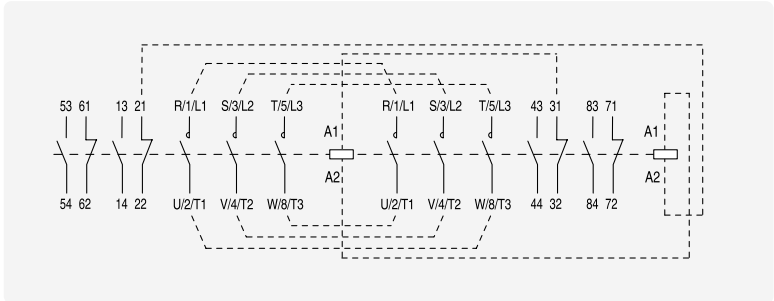 53 61 13 21 R/1/L1 S/3/L2 T/5/L3 R/1/L1 S/3/L2 T/5/L3 43 31 83 71
A1 A1
A2 A2
54 62 14 22 U/2/T1 V/4/T2 W/8/T3 U/2/T1 V/4/T2 W/8/T3 44 32 84 72